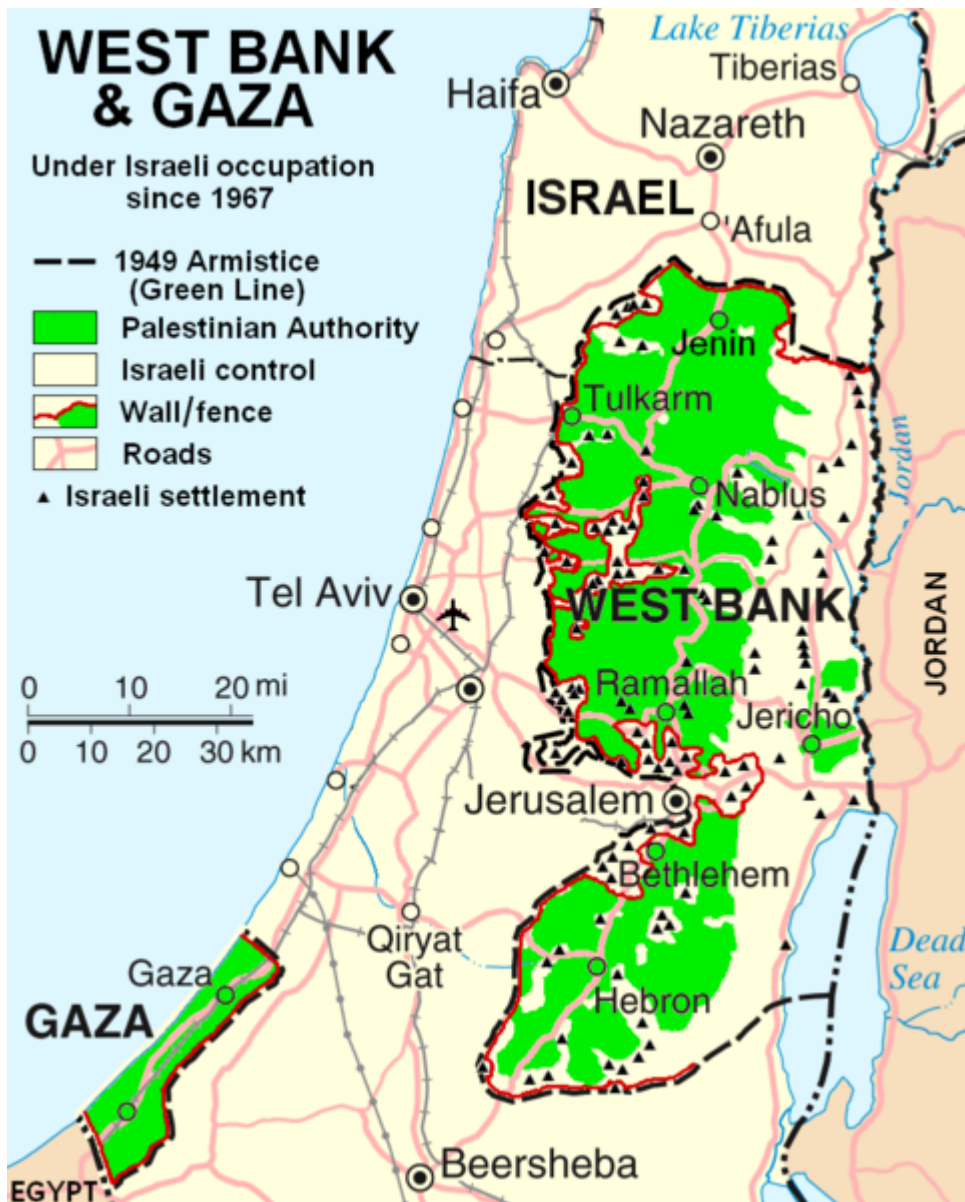 WEST BANK
& GAZA
Under Israeli occupation
since 1967
1949 Armistice
(Green Line)
Palestinian Authority
Israeli control
Wall/fence
Roads
Israeli settlement
Lake Tiberias
Tiberias
Haifa
Nazareth
ISRAEL
'Afula
Jenin
Tulkarm
Nablus
Jordan
Tel Aviv
WEST BANK
JORDAN
0 10 20 mi
0 10 20 30 km
Ramallah
Jericho
Jerusalem
Bethlehem
Qiryat
Gat
Dead
Sea
Gaza
GAZA
Hebron
Beersheba
EGYPT